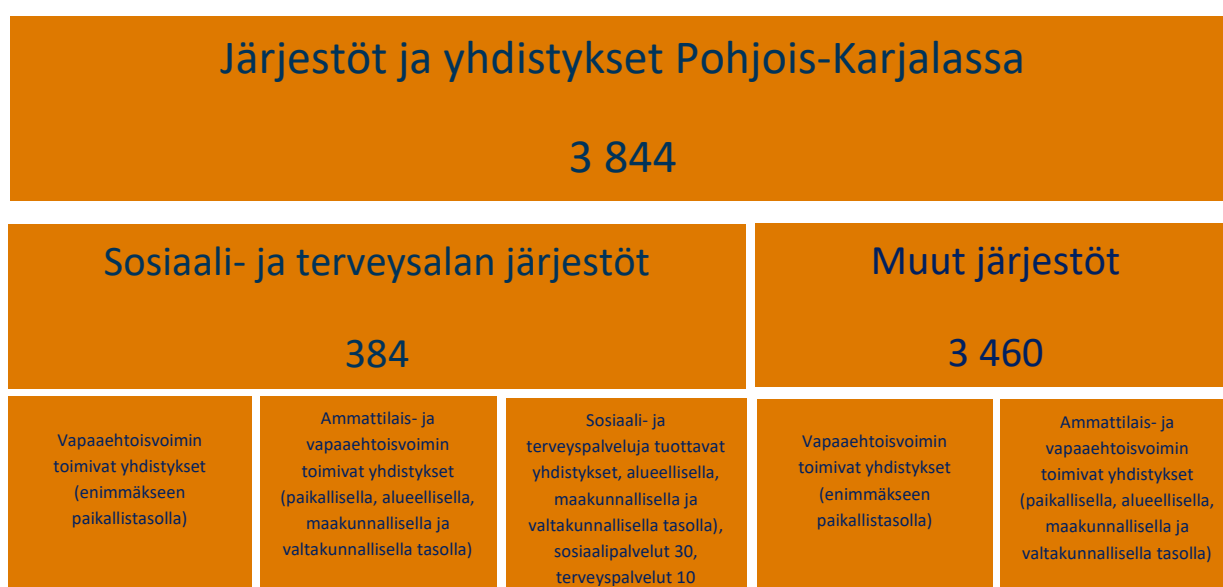 Järjestöt ja yhdistykset Pohjois-Karjalassa
3 844
Sosiaali- ja terveysalan järjestöt
384
Muut järjestöt
3 460
Vapaaehtoisvoimin
toimivat yhdistykset
(enimmäkseen
paikallistasolla)
Ammattilais- ja
vapaaehtoisvoimin
toimivat yhdistykset
(paikallisella, alueellisella,
maakunnallisella ja
valtakunnallisella tasolla)
Sosiaali- ja
terveyspalveluja tuottavat
yhdistykset, alueellisella,
maakunnallisella ja
valtakunnallisella tasolla),
sosiaalipalvelut 30,
terveyspalvelut 10
Vapaaehtoisvoimin
toimivat yhdistykset
(enimmäkseen
paikallistasolla)
Ammattilais- ja
vapaaehtoisvoimin
toimivat yhdistykset
(paikallisella, alueellisella,
maakunnallisella ja
valtakunnallisella tasolla)